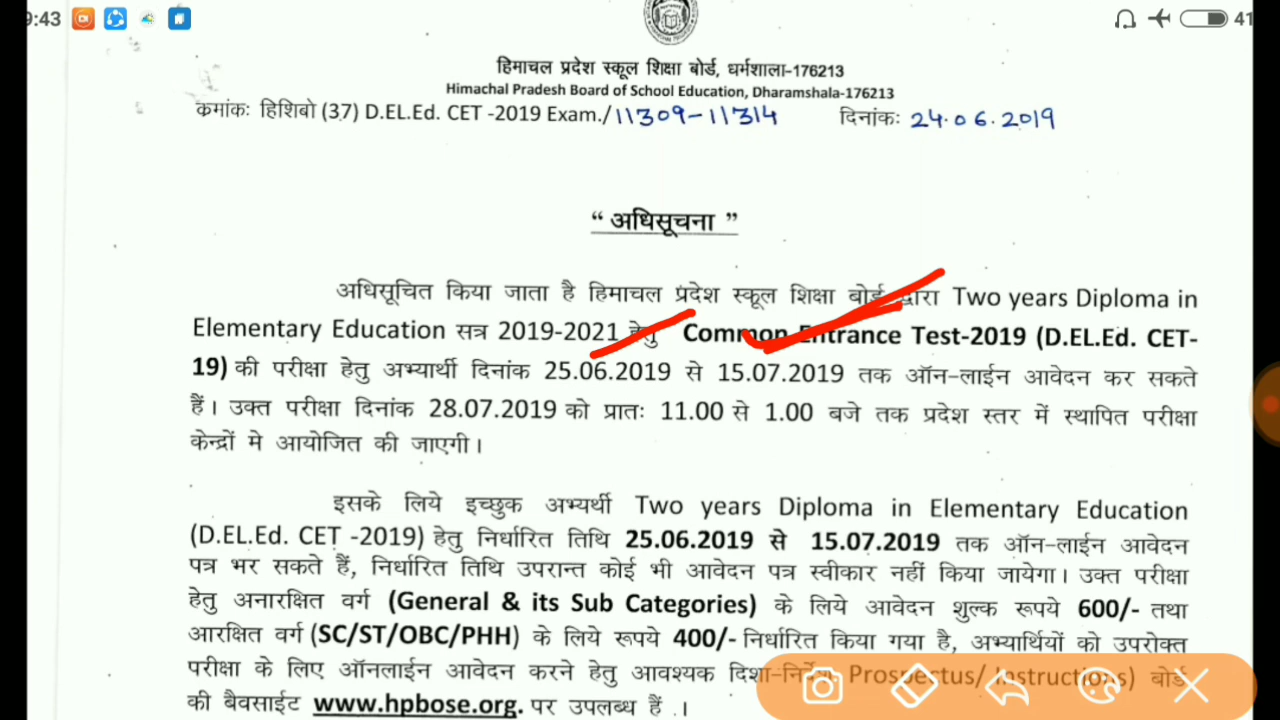 9:43
41
हिमाचल प्रदेश स्कूल शिक्षा बोर्ड, धर्मशाला-176213
Himachal Pradesh Board of School Education, Dharamshala-176213
कमांकः हिशिबो (37) D.EL.Ed. CET -2019 Exam./11309-11314 दिनांकः 24.06.2019
“ अधिसूचना ”
अधिसूचित किया जाता है हिमाचल प्रदेश स्कूल शिक्षा बोर्ड द्वारा Two years Diploma in
Elementary Education सत्र 2019-2021 हेतु Common Entrance Test-2019 (D.EL.Ed. CET-
19) की परीक्षा हेतु अभ्यार्थी दिनांक 25.06.2019 से 15.07.2019 तक ऑन-लाईन आवेदन कर सकते
हैं। उक्त परीक्षा दिनांक 28.07.2019 को प्रातः 11.00 से 1.00 बजे तक प्रदेश स्तर में स्थापित परीक्षा
केन्द्रों मे आयोजित की जाएगी।
इसके लिये इच्छुक अभ्यर्थी Two years Diploma in Elementary Education
(D.EL.Ed. CET -2019) हेतु निर्धारित तिथि 25.06.2019 से 15.07.2019 तक ऑन-लाईन आवेदन
पत्र भर सकते हैं, निर्धारित तिथि उपरान्त कोई भी आवेदन पत्र स्वीकार नहीं किया जायेगा। उक्त परीक्षा
हेतु अनारक्षित वर्ग (General & its Sub Categories) के लिये आवेदन शुल्क रूपये 600/- तथा
आरक्षित वर्ग (SC/ST/OBC/PHH) के लिये रूपये 400/- निर्धारित किया गया है, अभ्यार्थियों को उपरोक्त
परीक्षा के लिए ऑनलाईन आवेदन करने हेतु आवश्यक दिशा-निर्देश Prospectus/ Instructions) बोर्ड
की बैवसाईट www.hpbose.org. पर उपलब्ध हैं .।